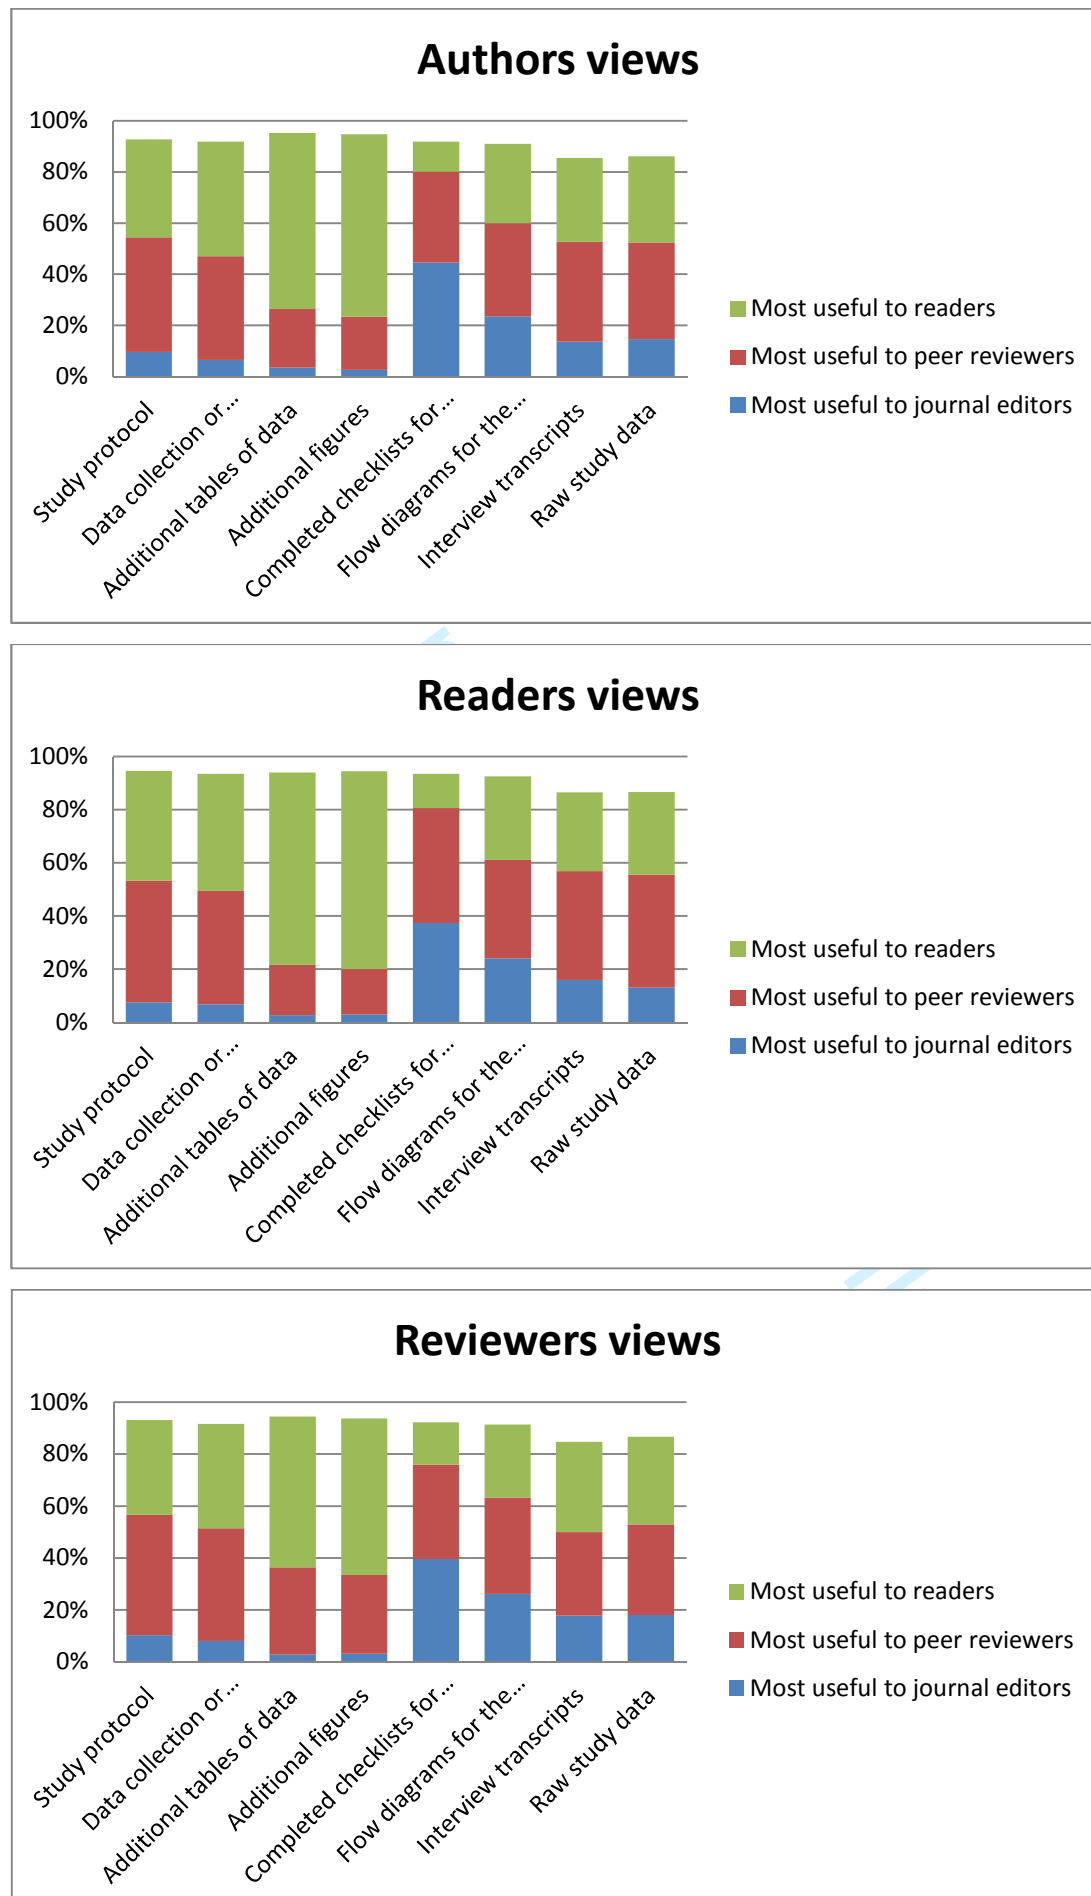 Authors views
100%
80%
60%
40%
20%
0%
Study protocol
Data collection or...
Additional tables of data
Additional figures
Completed checklists for...
Flow diagrams for the...
Interview transcripts
Raw study data
Most useful to readers
Most useful to peer reviewers
Most useful to journal editors
Readers views
100%
80%
60%
40%
20%
0%
Study protocol
Data collection or...
Additional tables of data
Additional figures
Completed checklists for...
Flow diagrams for the...
Interview transcripts
Raw study data
Most useful to readers
Most useful to peer reviewers
Most useful to journal editors
Reviewers views
100%
80%
60%
40%
20%
0%
Study protocol
Data collection or...
Additional tables of data
Additional figures
Completed checklists for...
Flow diagrams for the...
Interview transcripts
Raw study data
Most useful to readers
Most useful to peer reviewers
Most useful to journal editors